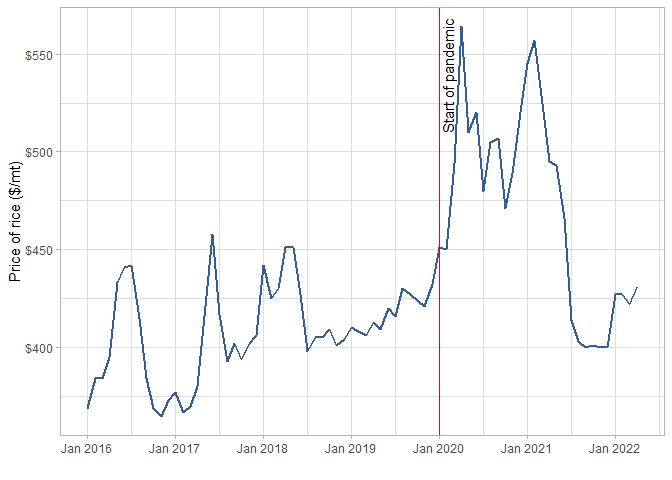 Price of rice ($/mt)
$550
$500
$450
$400
Start of pandemic
Jan 2016
Jan 2017
Jan 2018
Jan 2019
Jan 2020
Jan 2021
Jan 2022